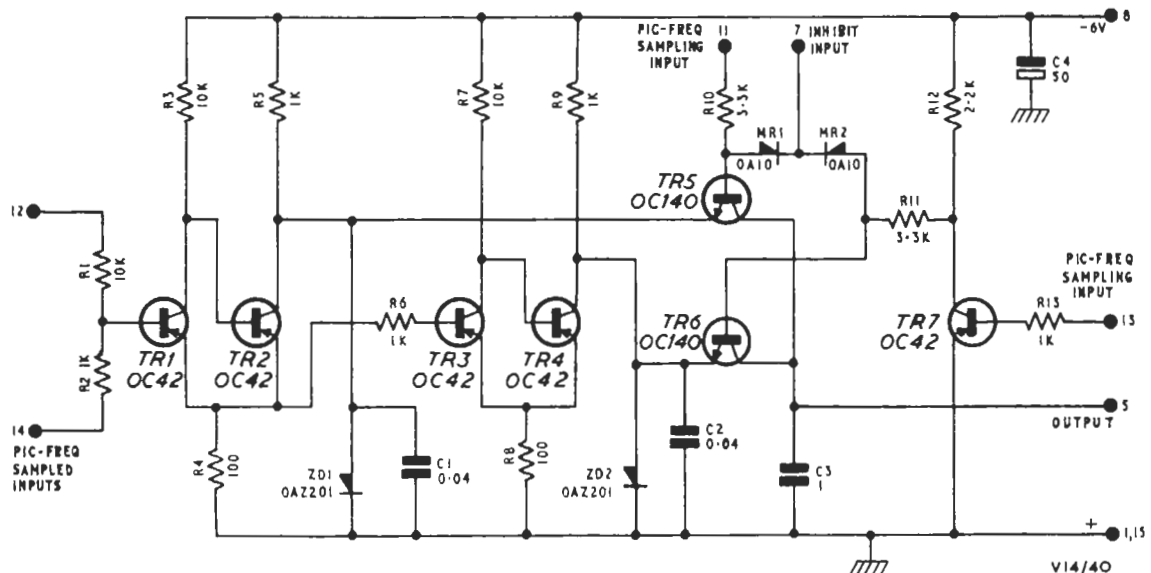 8
-6V
PIC-FREQ
SAMPLING
INPUT
11
7 INHIBIT
INPUT
C4
50
R3
10K
R5
1K
R7
10K
R9
1K
R10
3·3K
R12
2·2K
MR1
OA10
MR2
OA10
TR5
OC140
R11
3·3K
12
R1
10K
R2 1K
14
PIC-FREQ
SAMPLED
INPUTS
TR1
OC42
TR2
OC42
R6
1K
TR3
OC42
TR4
OC42
TR6
OC140
TR7
OC42
R13
1K
PIC-FREQ
SAMPLING
INPUT
13
5
OUTPUT
R4
100
ZD1
OAZ201
C1
0·04
R8
100
ZD2
OAZ201
C2
0·04
C3
1
+
1,15
V14/40